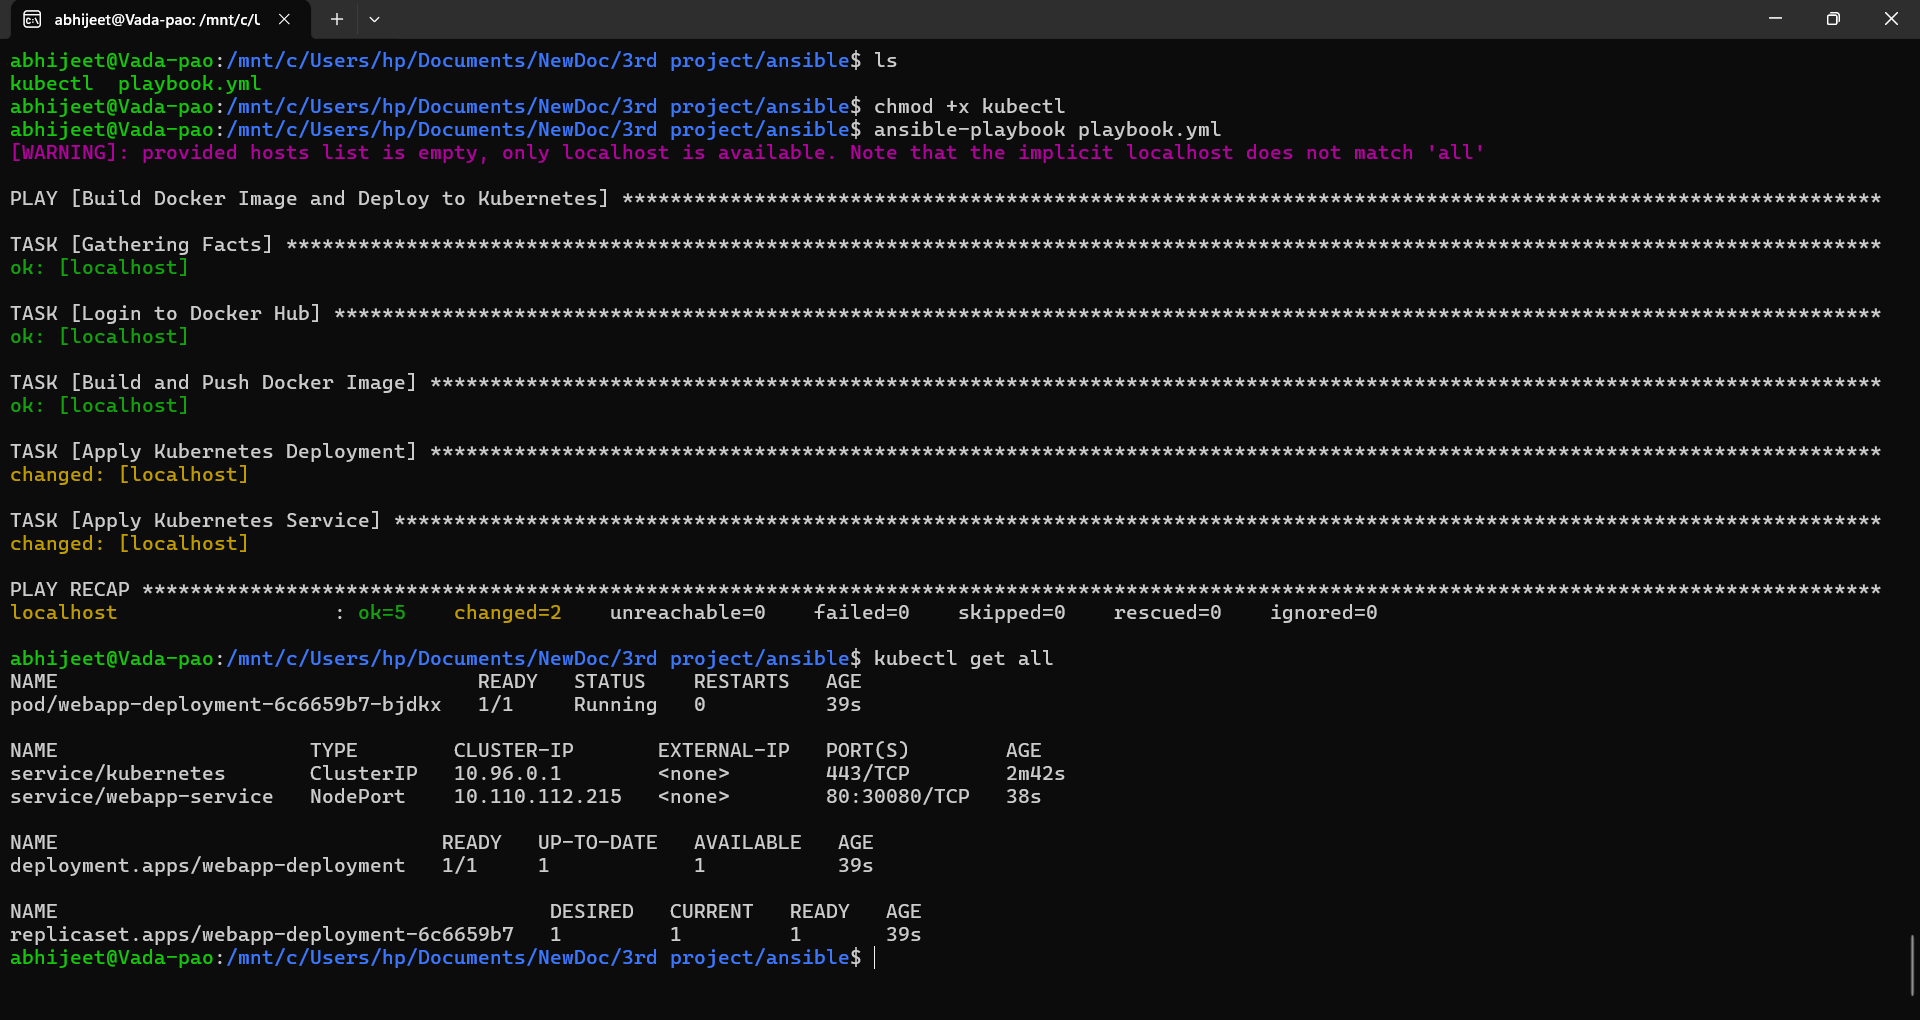 abhijeet@Vada-pao: /mnt/c/U
abhijeet@Vada-pao:/mnt/c/Users/hp/Documents/NewDoc/3rd project/ansible$ ls
kubectl  playbook.yml
abhijeet@Vada-pao:/mnt/c/Users/hp/Documents/NewDoc/3rd project/ansible$ chmod +x kubectl
abhijeet@Vada-pao:/mnt/c/Users/hp/Documents/NewDoc/3rd project/ansible$ ansible-playbook playbook.yml
[WARNING]: provided hosts list is empty, only localhost is available. Note that the implicit localhost does not match 'all'
PLAY [Build Docker Image and Deploy to Kubernetes] *********************************************************************************************************
TASK [Gathering Facts] *************************************************************************************************************************************
ok: [localhost]
TASK [Login to Docker Hub] *********************************************************************************************************************************
ok: [localhost]
TASK [Build and Push Docker Image] *************************************************************************************************************************
ok: [localhost]
TASK [Apply Kubernetes Deployment] *************************************************************************************************************************
changed: [localhost]
TASK [Apply Kubernetes Service] ****************************************************************************************************************************
changed: [localhost]
PLAY RECAP *************************************************************************************************************************************************
localhost                  : ok=5    changed=2    unreachable=0    failed=0    skipped=0    rescued=0    ignored=0
abhijeet@Vada-pao:/mnt/c/Users/hp/Documents/NewDoc/3rd project/ansible$ kubectl get all
NAME                                   READY   STATUS    RESTARTS   AGE
pod/webapp-deployment-6c6659b7-bjdkx   1/1     Running   0          39s
NAME                     TYPE        CLUSTER-IP       EXTERNAL-IP   PORT(S)        AGE
service/kubernetes       ClusterIP   10.96.0.1        <none>        443/TCP        2m42s
service/webapp-service   NodePort    10.110.112.215   <none>        80:30080/TCP   38s
NAME                                READY   UP-TO-DATE   AVAILABLE   AGE
deployment.apps/webapp-deployment   1/1     1            1           39s
NAME                                         DESIRED   CURRENT   READY   AGE
replicaset.apps/webapp-deployment-6c6659b7   1         1         1       39s
abhijeet@Vada-pao:/mnt/c/Users/hp/Documents/NewDoc/3rd project/ansible$